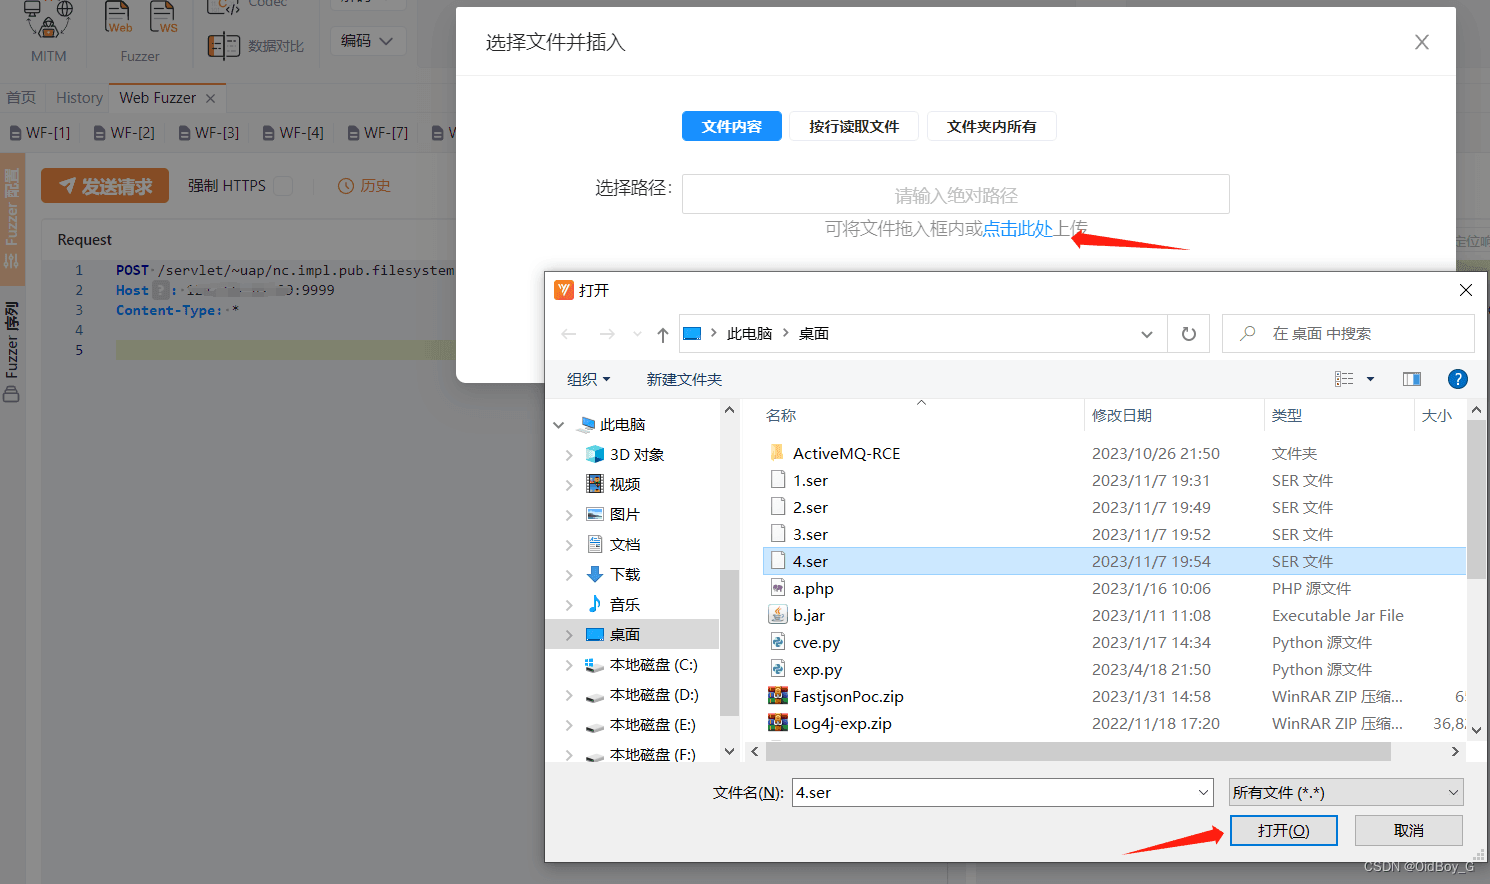 Codec
MITM
Web
WS
Fuzzer
数据对比
编码
首页
History
Web Fuzzer
WF-[1]
WF-[2]
WF-[3]
WF-[4]
WF-[7]
Fuzzer 配置
Fuzzer 序列
发送请求
强制 HTTPS
历史
Request
1 POST /servlet/~uap/nc.impl.pub.filesystem
2 Host ? : :9999
3 Content-Type: *
4
5
选择文件并插入
文件内容
按行读取文件
文件夹内所有
选择路径:
请输入绝对路径
可将文件拖入框内或点击此处上传
打开
此电脑
桌面
在 桌面 中搜索
组织
新建文件夹
此电脑
3D 对象
视频
图片
文档
下载
音乐
桌面
本地磁盘 (C:)
本地磁盘 (D:)
本地磁盘 (E:)
本地磁盘 (F:)
名称 修改日期 类型 大小
ActiveMQ-RCE 2023/10/26 21:50 文件夹
1.ser 2023/11/7 19:31 SER 文件
2.ser 2023/11/7 19:49 SER 文件
3.ser 2023/11/7 19:52 SER 文件
4.ser 2023/11/7 19:54 SER 文件
a.php 2023/1/16 10:06 PHP 源文件
b.jar 2023/1/11 11:08 Executable Jar File
cve.py 2023/1/17 14:34 Python 源文件
exp.py 2023/4/18 21:50 Python 源文件
FastjsonPoc.zip 2023/1/31 14:58 WinRAR ZIP 压缩... 6
Log4j-exp.zip 2022/11/18 17:20 WinRAR ZIP 压缩... 36,8
文件名(N): 4.ser
所有文件 (*.*)
打开(O)
取消
CSDN @OldBoy_G